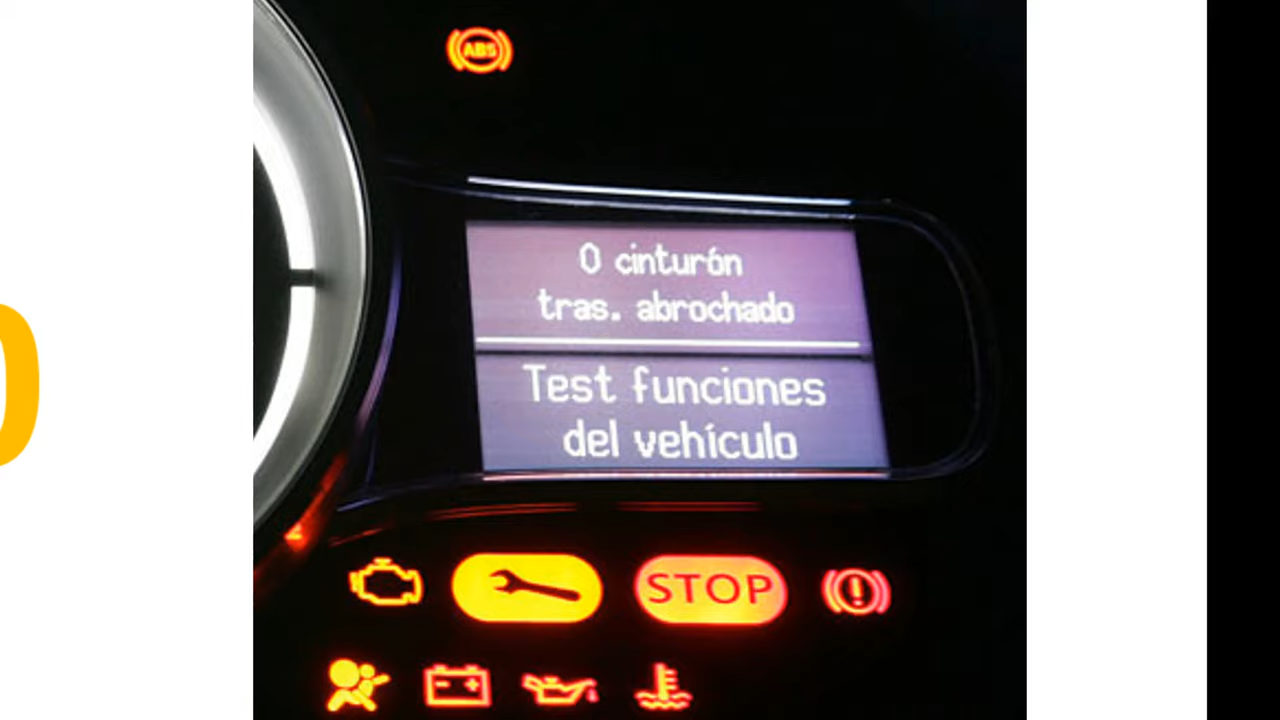 ABS
0 cinturón
tras. abrochado
Test funciones
del vehículo
STOP